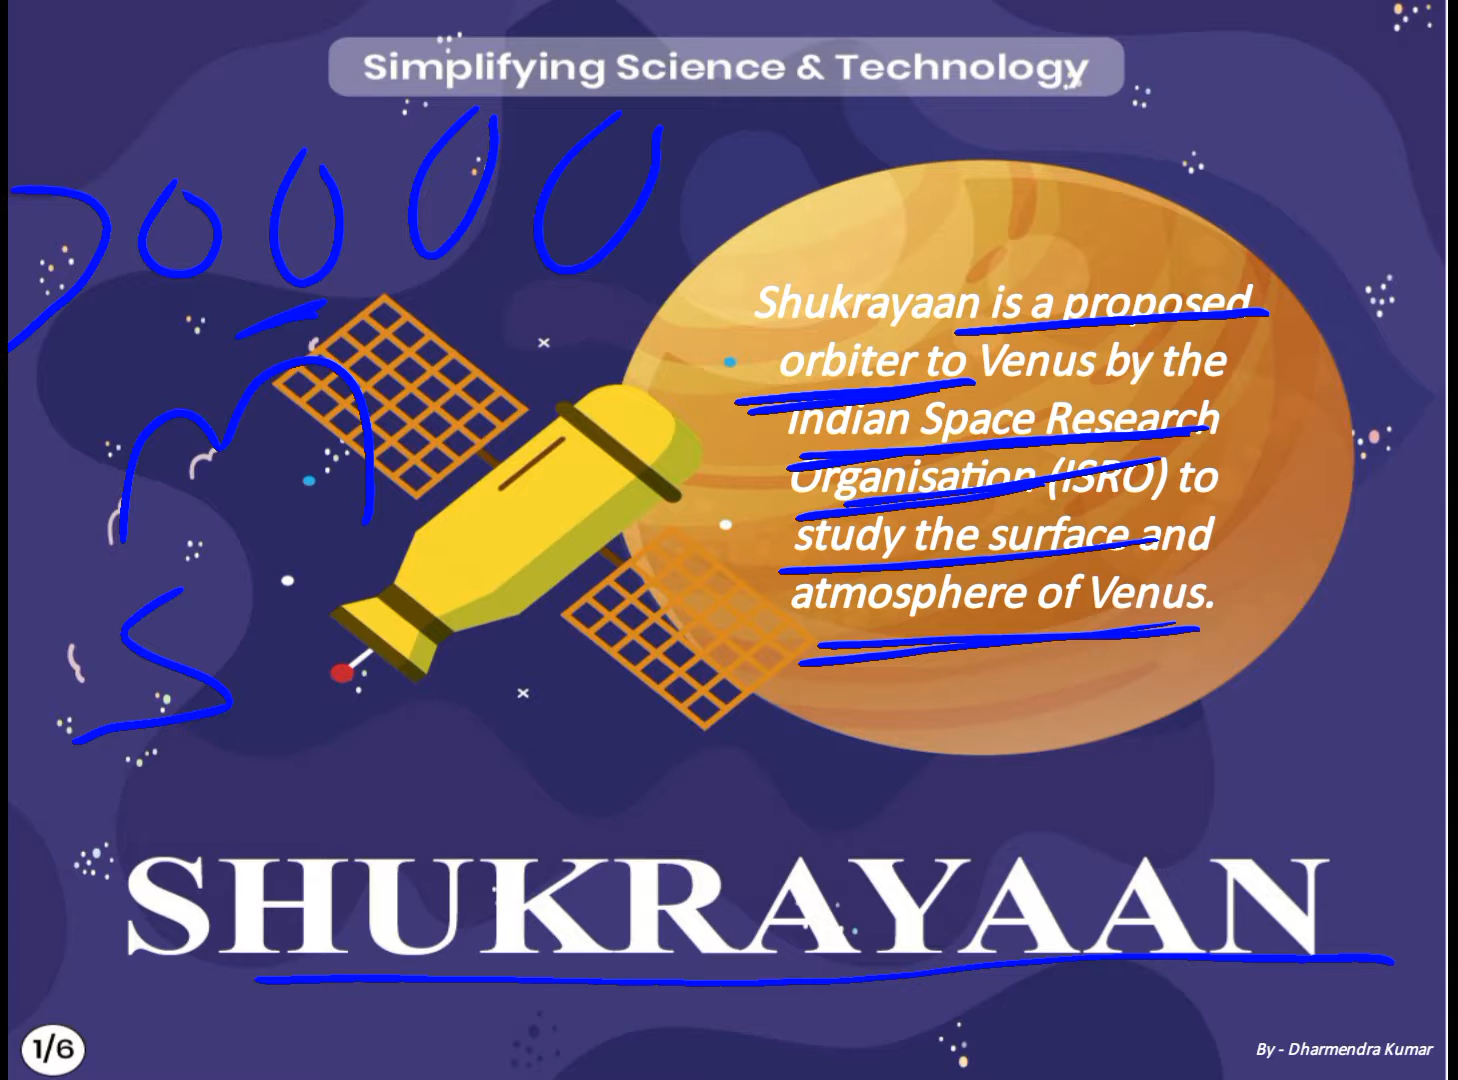 Simplifying Science & Technology
0000
Shukrayaan is a proposed
orbiter to Venus by the
Indian Space Research
Organisation (ISRO) to
study the surface and
atmosphere of Venus.
SHUKRAYAAN
1/6
By - Dharmendra Kumar